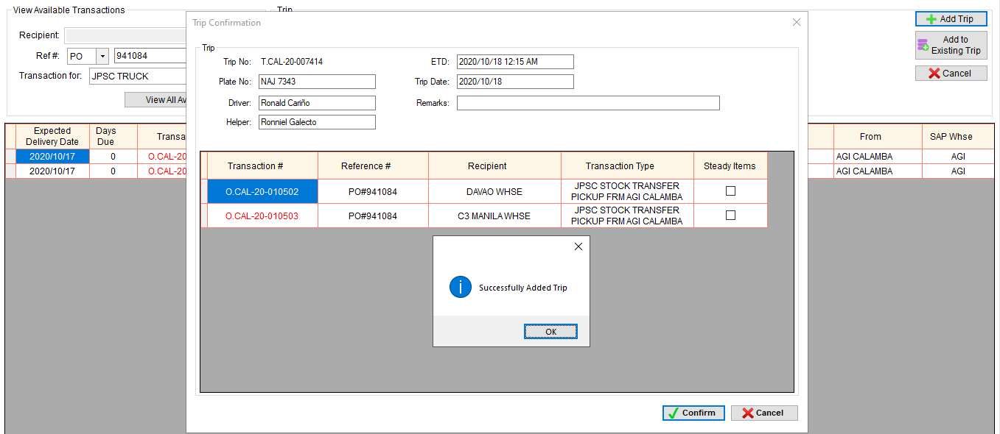 View Available Transactions
Trip
Recipient:
Ref #: PO 941084
Transaction for: JPSC TRUCK
View All Av
Add Trip
Add to
Existing Trip
Cancel
Expected
Delivery Date
Days
Due
Transa
From
SAP Whse
2020/10/17 0 O.CAL-20 AGI CALAMBA AGI
2020/10/17 0 O.CAL-20 AGI CALAMBA AGI
Trip Confirmation
Trip
Trip No: T.CAL-20-007414 ETD: 2020/10/18 12:15 AM
Plate No: NAJ 7343 Trip Date: 2020/10/18
Driver: Ronald Cariño Remarks:
Helper: Ronniel Galecto
Transaction # Reference # Recipient Transaction Type Steady Items
O.CAL-20-010502 PO#941084 DAVAO WHSE JPSC STOCK TRANSFER
PICKUP FRM AGI CALAMBA
O.CAL-20-010503 PO#941084 C3 MANILA WHSE JPSC STOCK TRANSFER
PICKUP FRM AGI CALAMBA
Successfully Added Trip
OK
Confirm Cancel